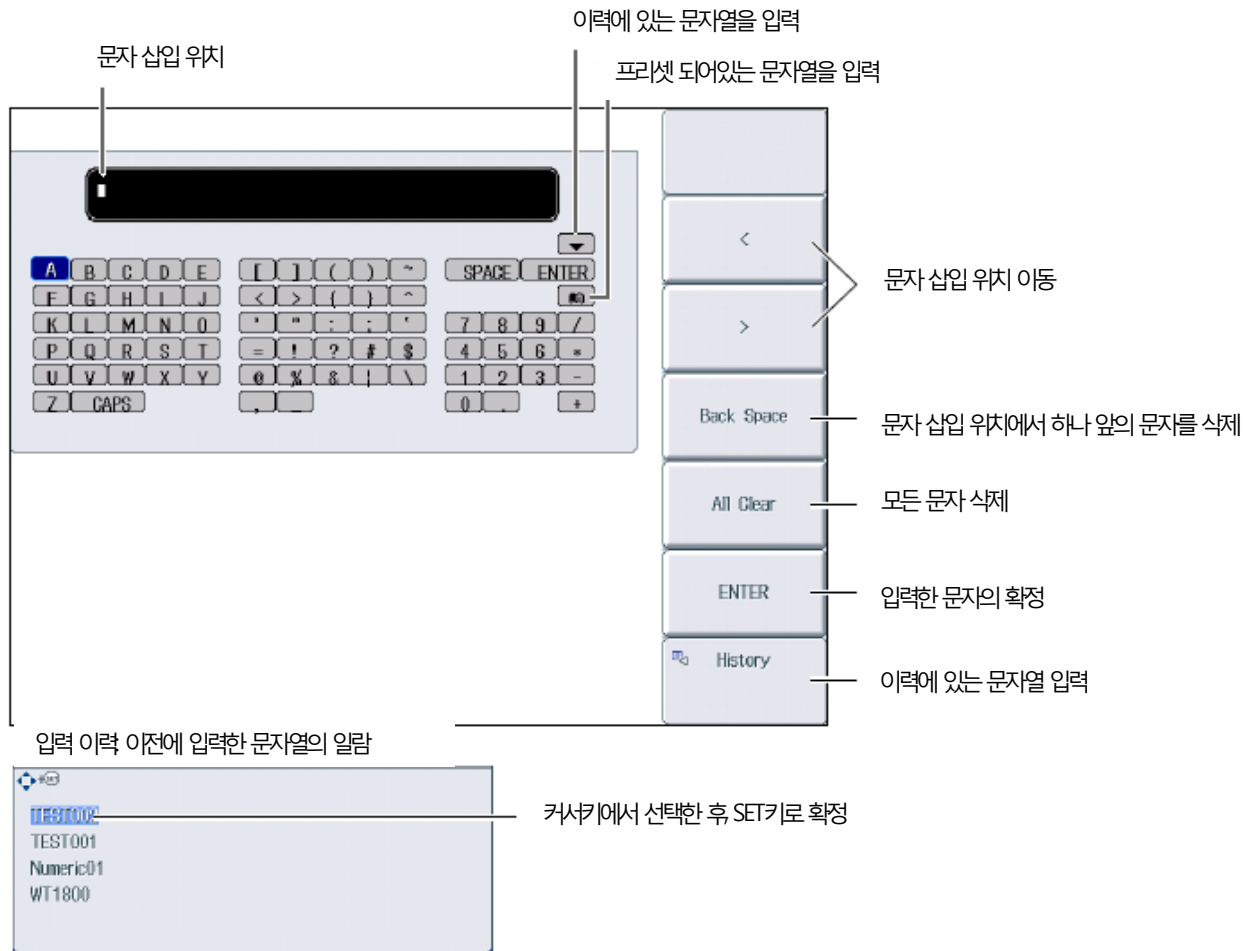 이력에 있는 문자열을 입력
문자 삽입 위치
프리셋 되어있는 문자열을 입력
A B C D E [ ] ( ) ~ SPACE ENTER
F G H I J < > { } ^
K L M N O ' " : ; ' 7 8 9 /
P Q R S T = ! ? # $ 4 5 6 *
U V W X Y @ % & | \ 1 2 3 -
Z CAPS , _ 0 . +
<
>
문자 삽입 위치 이동
Back Space
문자 삽입 위치에서 하나 앞의 문자를 삭제
All Clear
모든 문자 삭제
ENTER
입력한 문자의 확정
History
이력에 있는 문자열 입력
입력 이력, 이전에 입력한 문자열의 일람
TEST002
커서키에서 선택한 후, SET키로 확정
TEST001
Numeric01
WT1800